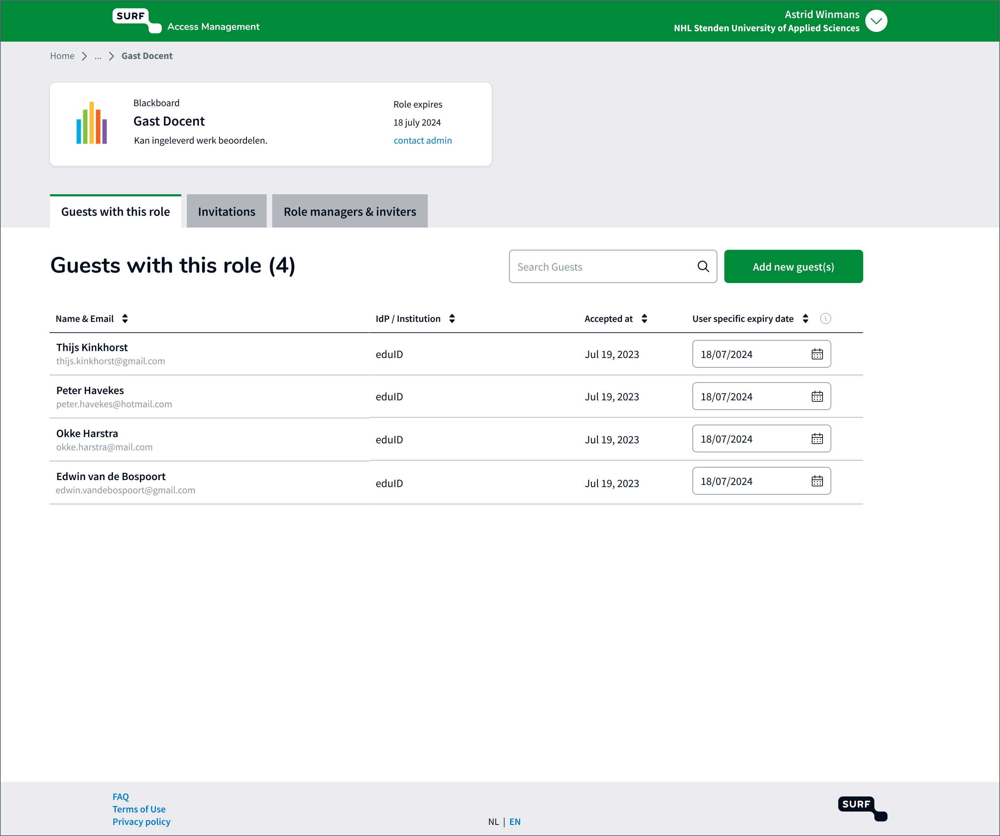 SURF
Access Management
Astrid Winmans
NHL Stenden University of Applied Sciences
Home > ... > Gast Docent
Blackboard
Gast Docent
Kan ingeleverd werk beoordelen.
Role expires
18 july 2024
contact admin
Guests with this role
Invitations
Role managers & inviters
Guests with this role (4)
Search Guests
Add new guest(s)
Name & Email
IdP / Institution
Accepted at
User specific expiry date
i
Thijs Kinkhorst
thijs.kinkhorst@gmail.com
eduID
Jul 19, 2023
18/07/2024
Peter Havekes
peter.havekes@hotmail.com
eduID
Jul 19, 2023
18/07/2024
Okke Harstra
okke.harstra@mail.com
eduID
Jul 19, 2023
18/07/2024
Edwin van de Bospoort
edwin.vandebospoort@gmail.com
eduID
Jul 19, 2023
18/07/2024
FAQ
Terms of Use
Privacy policy
NL | EN
SURF